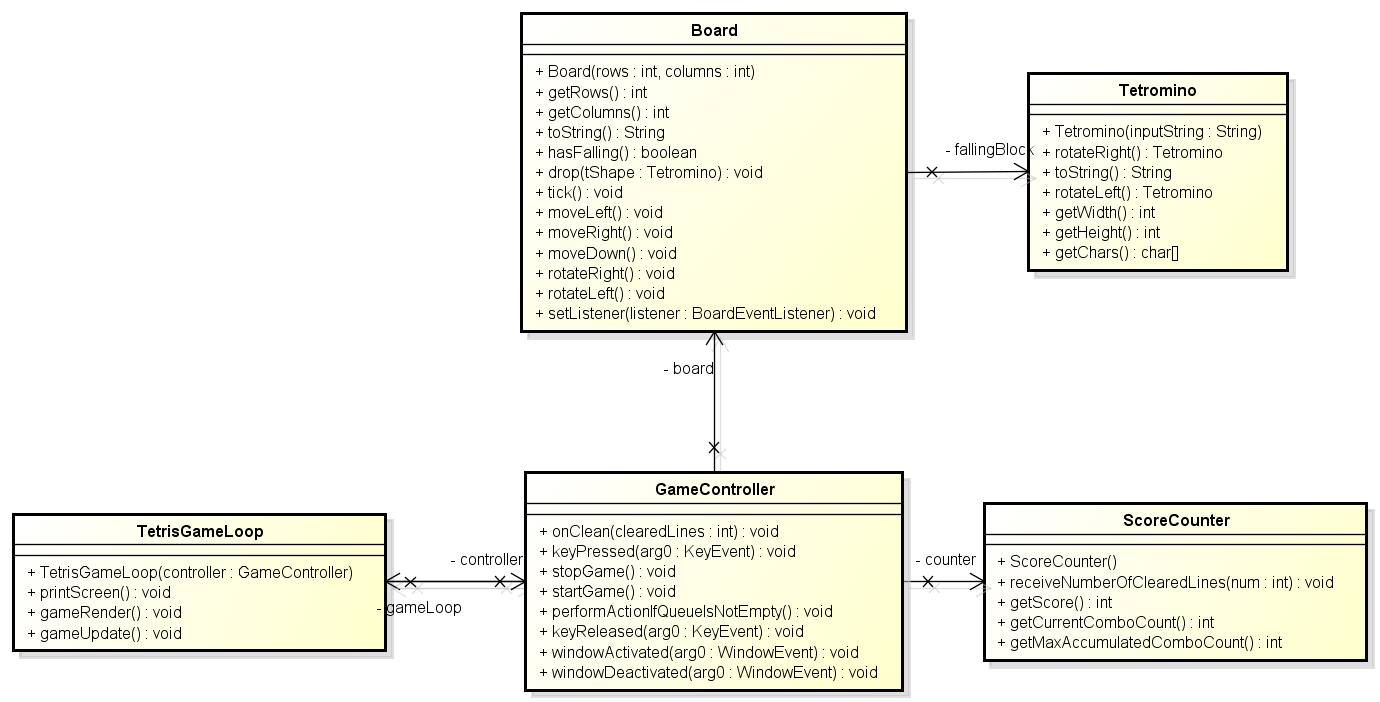 Board
+ Board(rows : int, columns : int)
+ getRows() : int
+ getColumns() : int
+ toString() : String
+ hasFalling() : boolean
+ drop(tShape : Tetromino) : void
+ tick() : void
+ moveLeft() : void
+ moveRight() : void
+ moveDown() : void
+ rotateRight() : void
+ rotateLeft() : void
+ setListener(listener : BoardEventListener) : void
- fallingBlock
Tetromino
+ Tetromino(inputString : String)
+ rotateRight() : Tetromino
+ toString() : String
+ rotateLeft() : Tetromino
+ getWidth() : int
+ getHeight() : int
+ getChars() : char[]
- board
TetrisGameLoop
+ TetrisGameLoop(controller : GameController)
+ printScreen() : void
+ gameRender() : void
+ gameUpdate() : void
- controller
- gameLoop
GameController
+ onClean(clearedLines : int) : void
+ keyPressed(arg0 : KeyEvent) : void
+ stopGame() : void
+ startGame() : void
+ performActionIfQueueIsNotEmpty() : void
+ keyReleased(arg0 : KeyEvent) : void
+ windowActivated(arg0 : WindowEvent) : void
+ windowDeactivated(arg0 : WindowEvent) : void
- counter
ScoreCounter
+ ScoreCounter()
+ receiveNumberOfClearedLines(num : int) : void
+ getScore() : int
+ getCurrentComboCount() : int
+ getMaxAccumulatedComboCount() : int